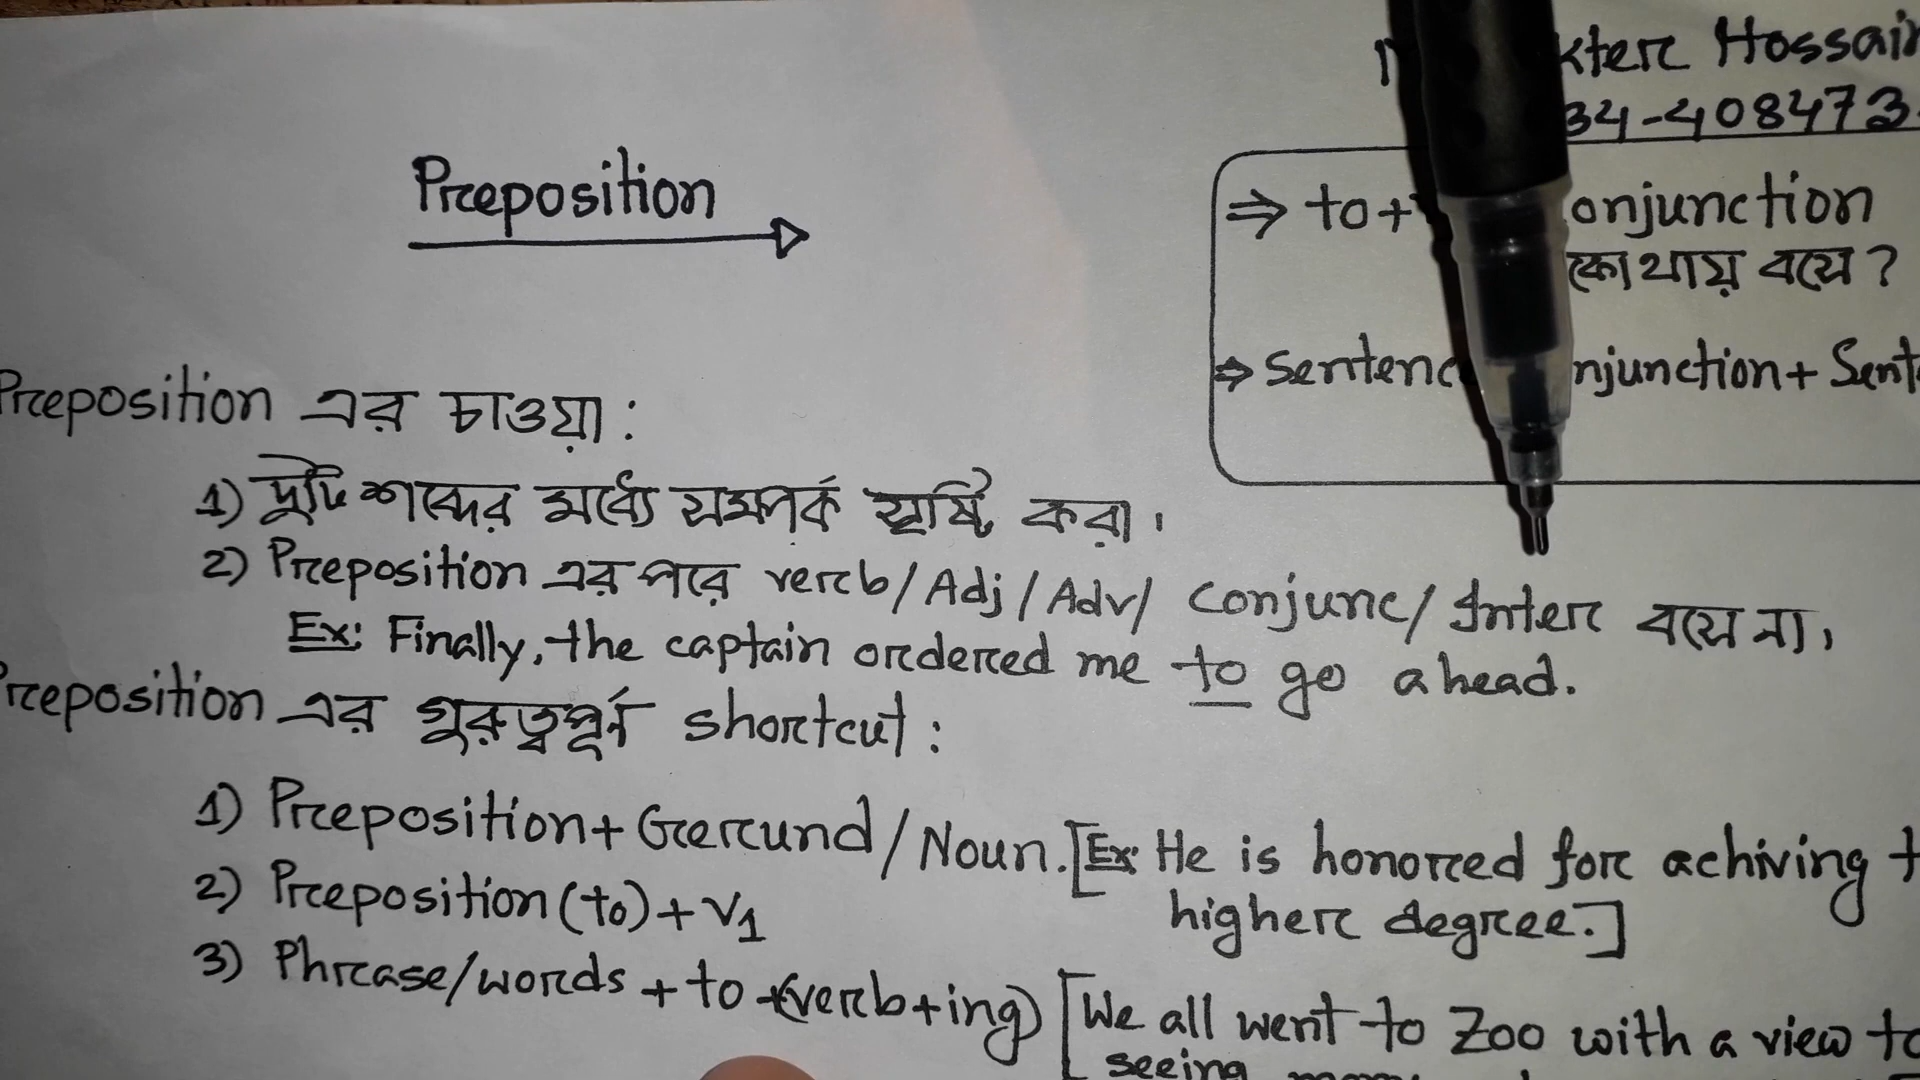 kter Hossain
34-408473
Preposition
⇒ to+ onjunction
কোথায় বসে?
⇒ Sentenc njunction+ Sent
Preposition এর চাওয়া :
1) দুটি শব্দের মধ্যে সম্পর্ক সৃষ্টি করা।
2) Preposition এর পরে verb/Adj/Adv/ Conjunc/ Inter বসে না।
Ex: Finally, the captain ordered me to go ahead.
Preposition এর গুরুত্বপূর্ণ shortcut :
1) Preposition+Gerund/Noun.[Ex: He is honored for achiving t
higher degree.]
2) Preposition(to)+V1
3) Phrase/words + to +(verb+ing) [We all went to Zoo with a view to
seeing